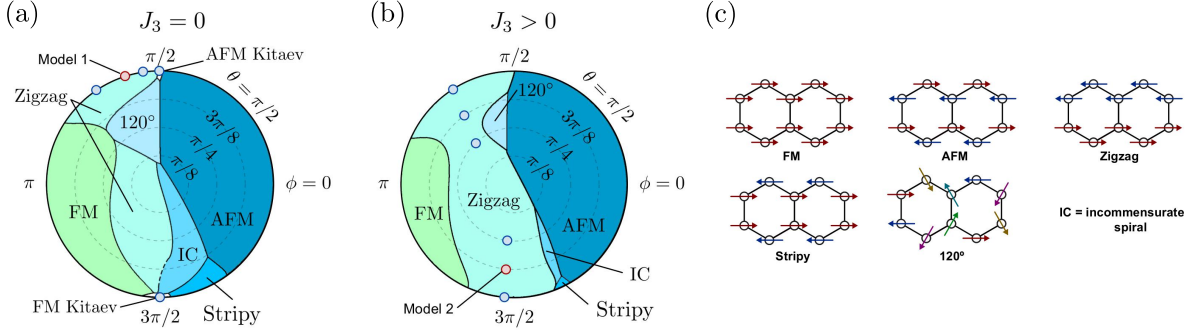 (a)
J₃ = 0
Model 1
π/2
AFM Kitaev
θ = π/2
Zigzag
120°
3π/8
π/4
π/8
π
ϕ = 0
FM
AFM
IC
FM Kitaev
3π/2
Stripy
(b)
J₃ > 0
π/2
θ = π/2
120°
3π/8
π/4
π/8
π
ϕ = 0
Zigzag
FM
AFM
IC
Model 2
Stripy
3π/2
(c)
FM
AFM
Zigzag
Stripy
120º
IC = incommensurate
spiral